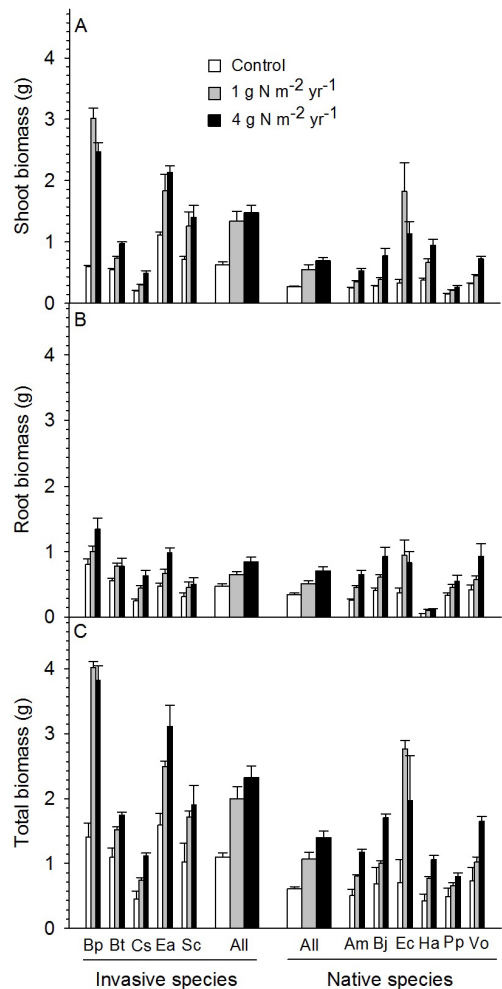 A
Control
1 g N m⁻² yr⁻¹
4 g N m⁻² yr⁻¹
Shoot biomass (g)
4
3
2
1
0
B
Root biomass (g)
4
3
2
1
0
C
Total biomass (g)
4
3
2
1
0
Bp Bt Cs Ea Sc All All Am Bj Ec Ha Pp Vo
Invasive species Native species